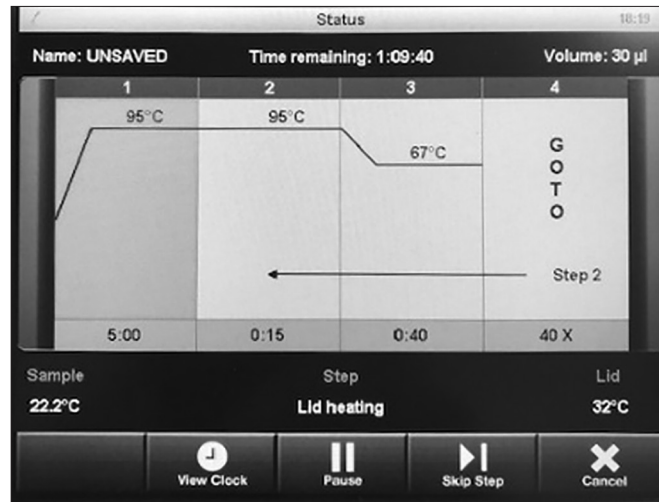 Status 18:19
Name: UNSAVED Time remaining: 1:09:40 Volume: 30 µl
1 2 3 4
95°C 95°C
67°C
G
O
T
O
Step 2
5:00 0:15 0:40 40 X
Sample Step Lid
22.2°C Lid heating 32°C
View Clock Pause Skip Step Cancel